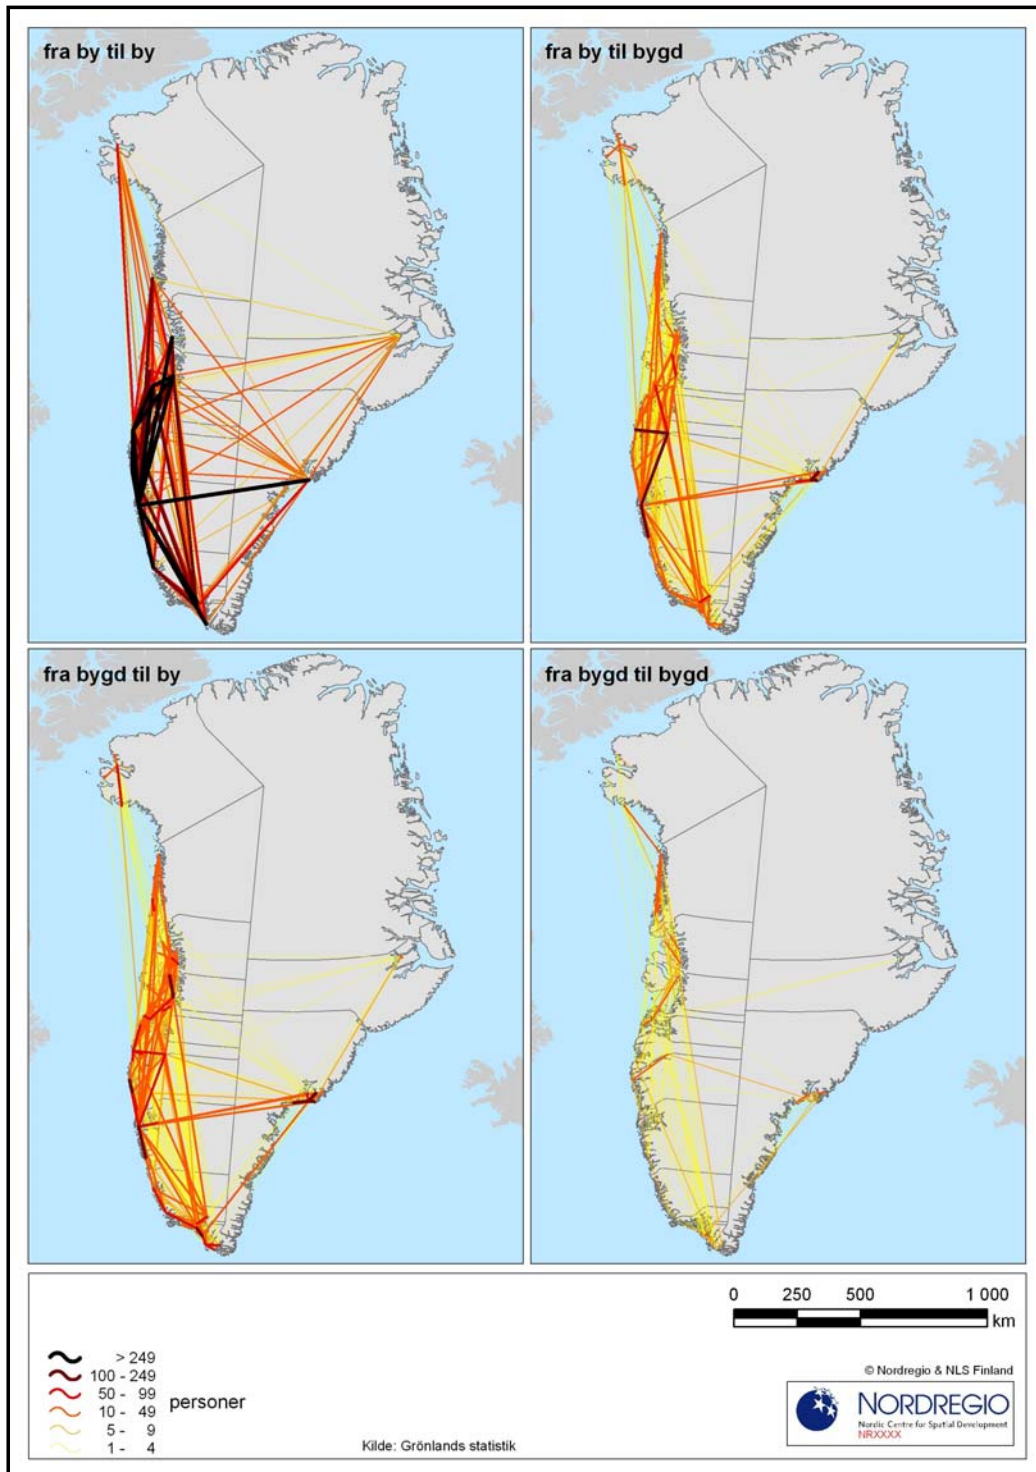 fra by til by
fra by til bygd
fra bygd til by
fra bygd til bygd
0 250 500 1 000
km
> 249
100 - 249
50 - 99
10 - 49
5 - 9
1 - 4
personer
Kilde: Grönlands statistik
© Nordregio & NLS Finland
NORDREGIO
Nordic Centre for Spatial Development
NRXXXX